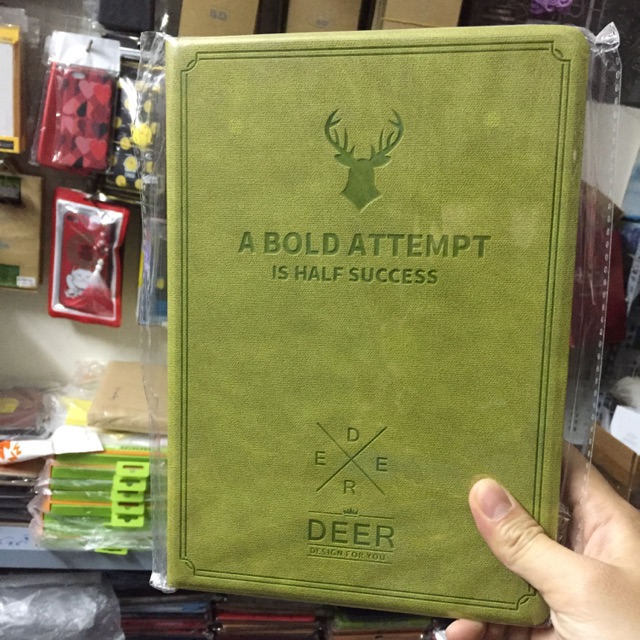 A BOLD ATTEMPT
IS HALF SUCCESS
D
E E
R
DEER
DESIGN FOR YOU